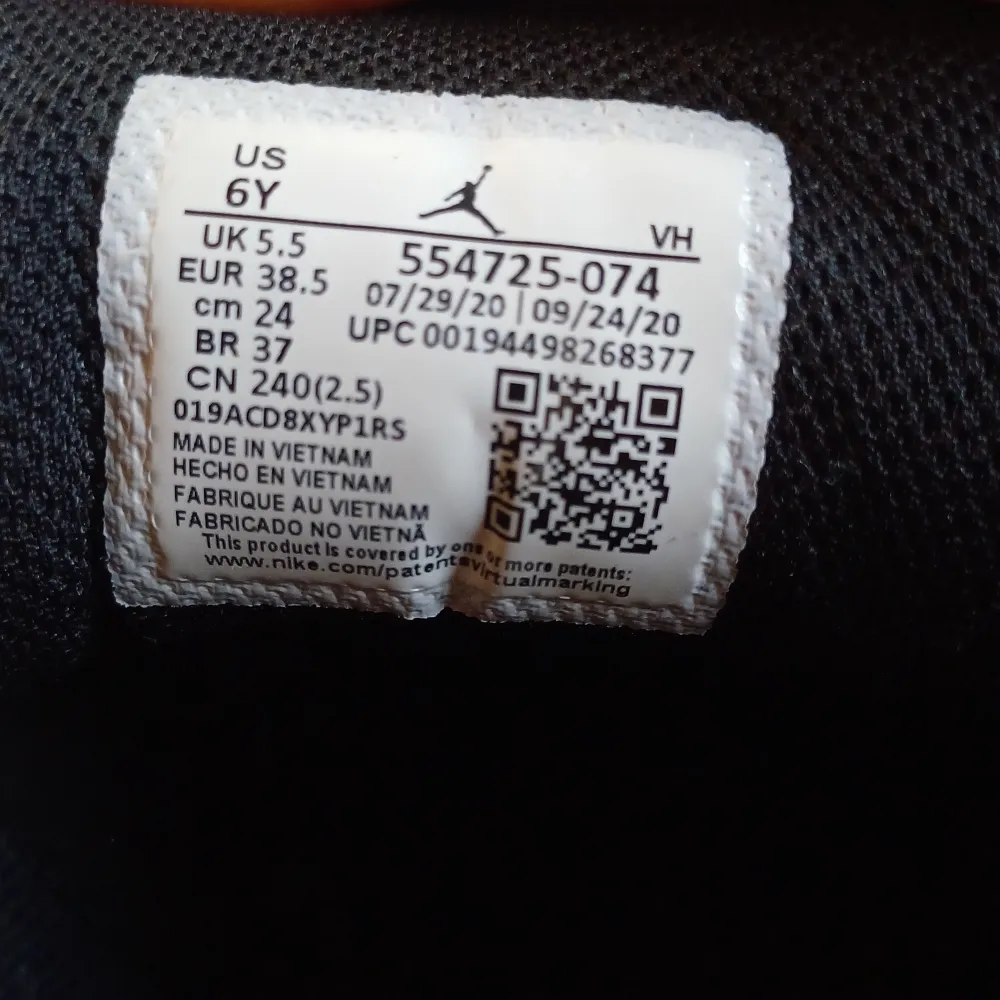 US
6Y
VH
UK 5.5
EUR 38.5
cm 24
BR 37
CN 240(2.5)
554725-074
07/29/20 | 09/24/20
UPC 00194498268377
019ACD8XYP1RS
MADE IN VIETNAM
HECHO EN VIETNAM
FABRIQUE AU VIETNAM
FABRICADO NO VIETNÃ
This product is covered by one or more patents:
www.nike.com/patentsvirtualmarking